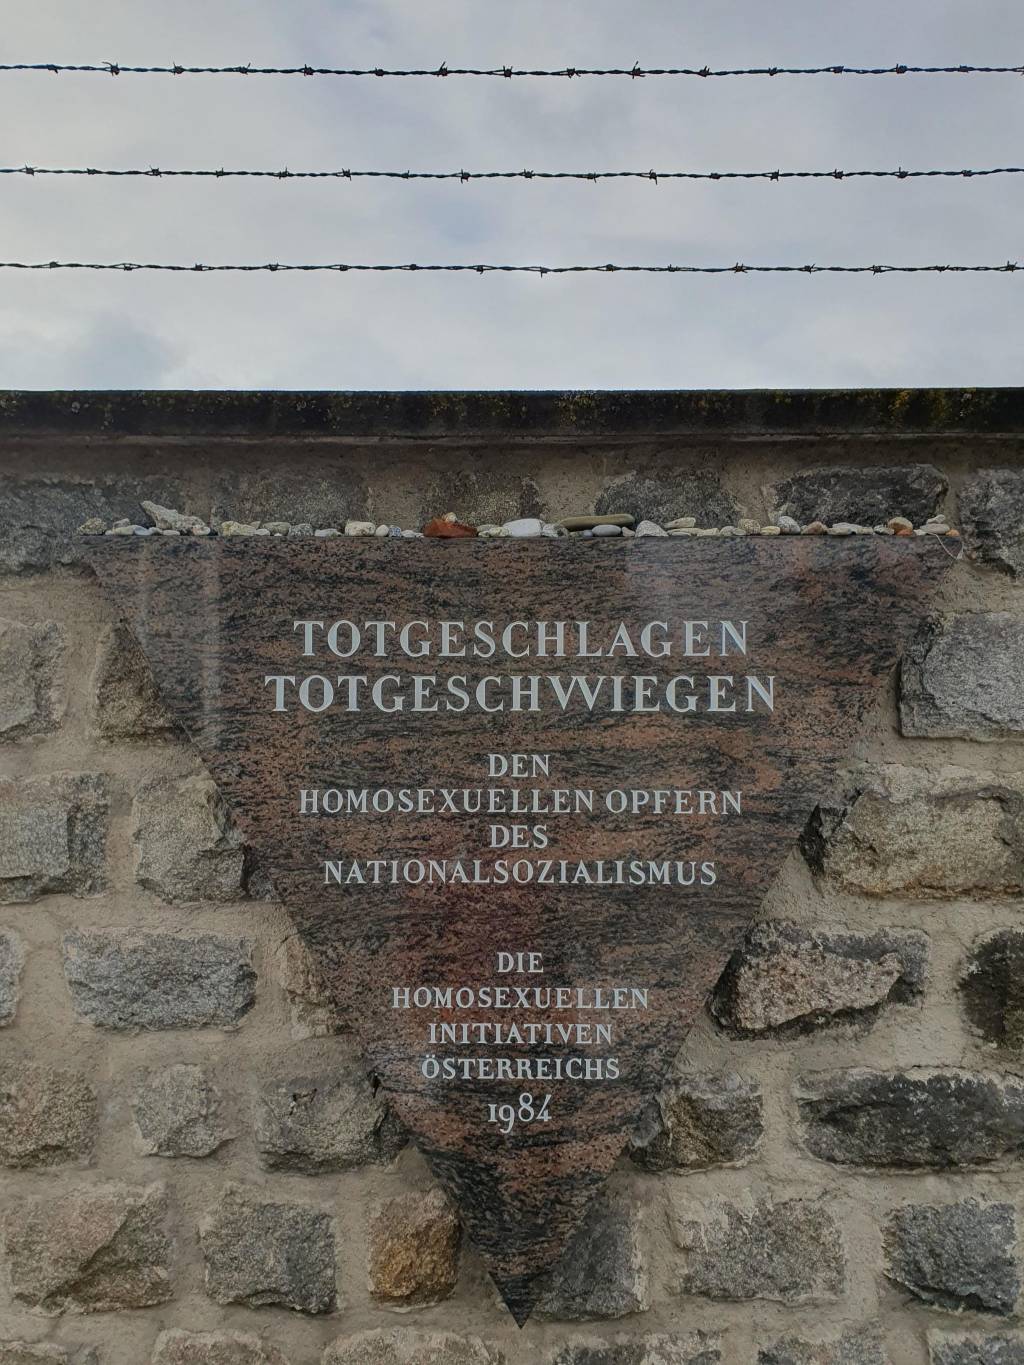 TOTGESCHLAGEN
TOTGESCHWIEGEN
DEN
HOMOSEXUELLEN OPFERN
DES
NATIONALSOZIALISMUS
DIE
HOMOSEXUELLEN
INITIATIVEN
ÖSTERREICHS
1984